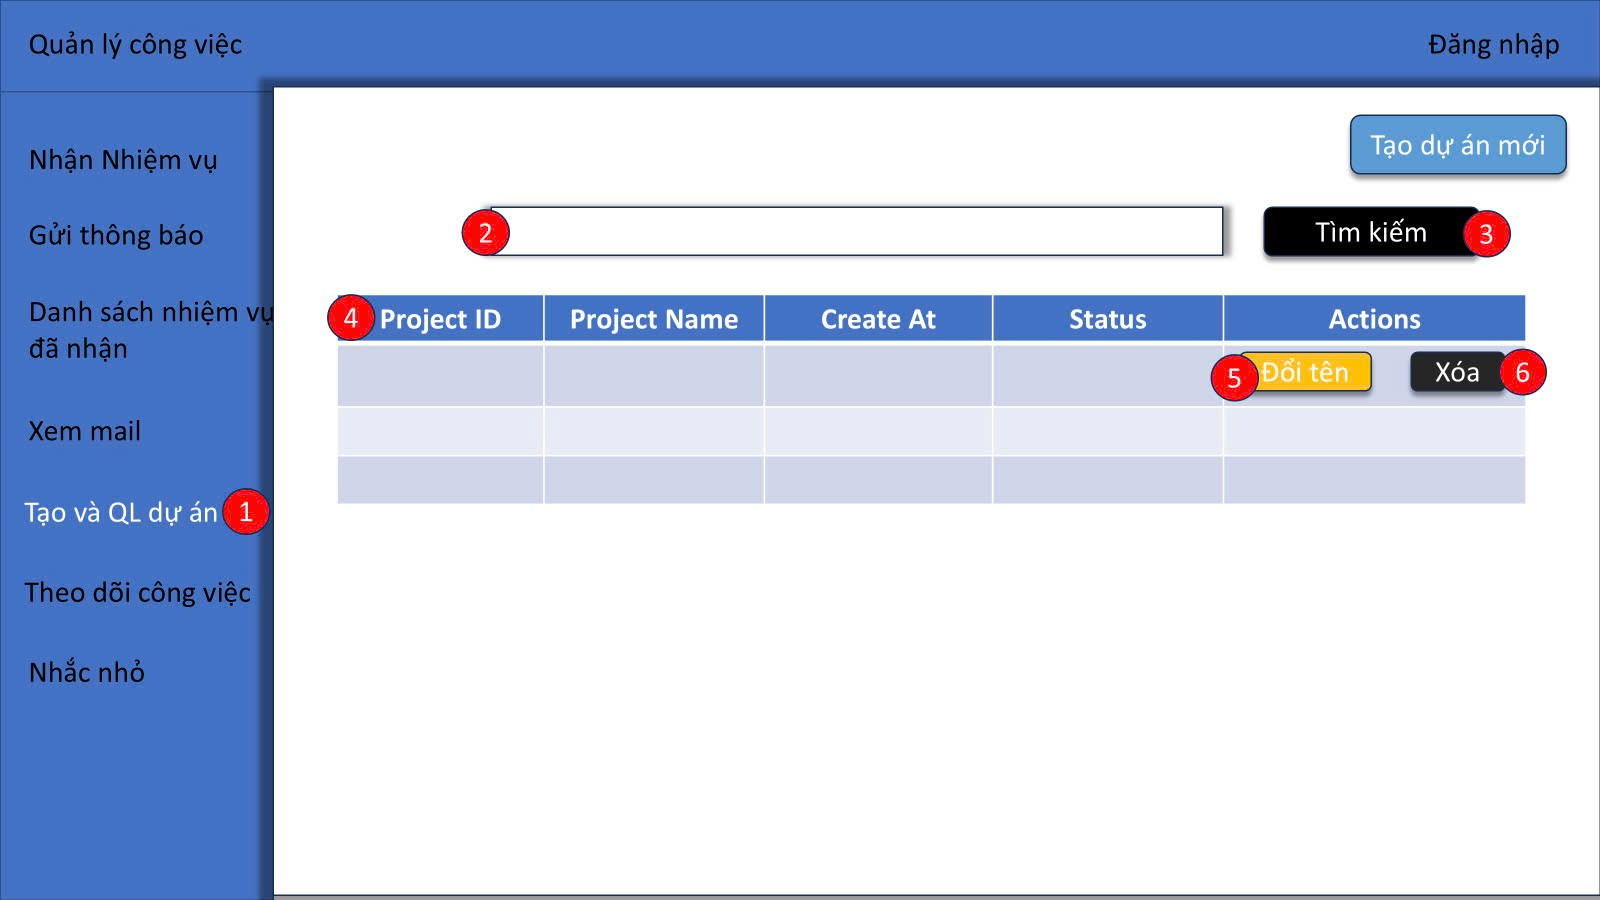 Quản lý công việc
Đăng nhập
Nhận Nhiệm vụ
Gửi thông báo
Danh sách nhiệm vụ
đã nhận
Xem mail
Tạo và QL dự án 1
Theo dõi công việc
Nhắc nhỏ
Tạo dự án mới
2
Tìm kiếm 3
4 Project ID Project Name Create At Status Actions
5 Đổi tên Xóa 6